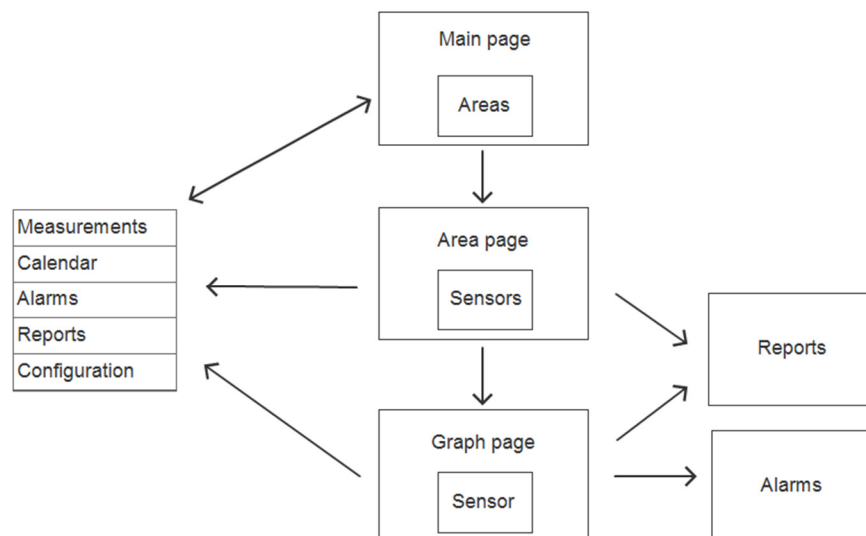 Main page
Areas
Measurements
Calendar
Alarms
Reports
Configuration
Area page
Sensors
Reports
Graph page
Sensor
Alarms